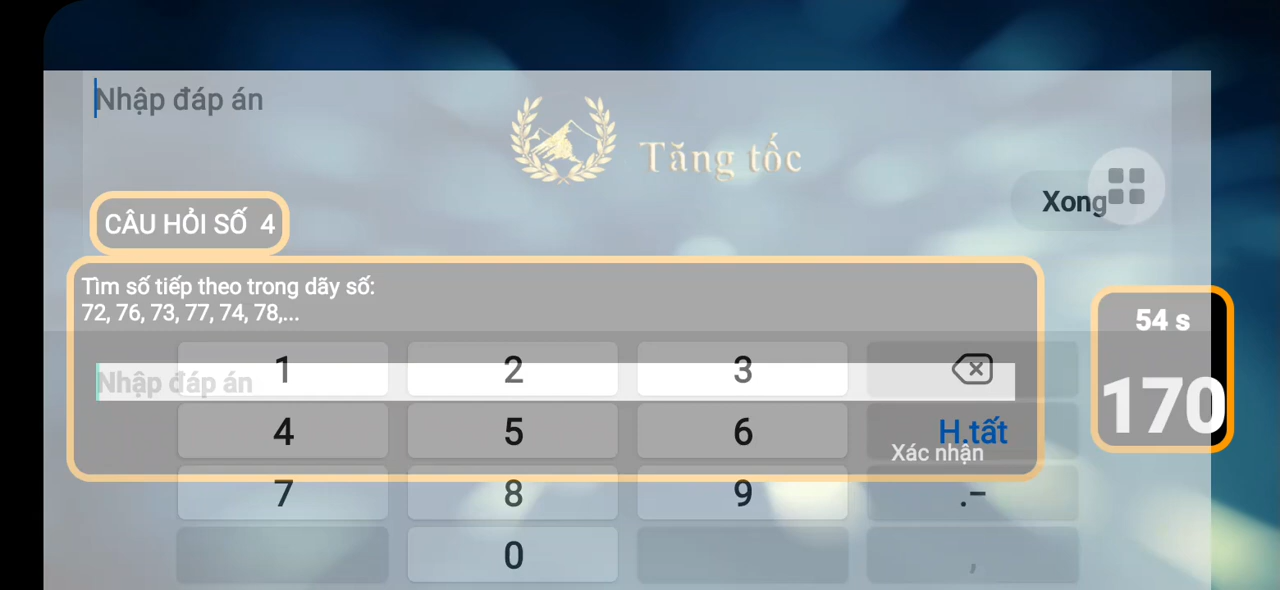 Nhập đáp án
Tăng tốc
Xong
CÂU HỎI SỐ 4
Tìm số tiếp theo trong dãy số:
72, 76, 73, 77, 74, 78,...
54 s
170
Nhập đáp án
1 2 3
4 5 6 H.tất
Xác nhận
7 8 9 .−
0 ,